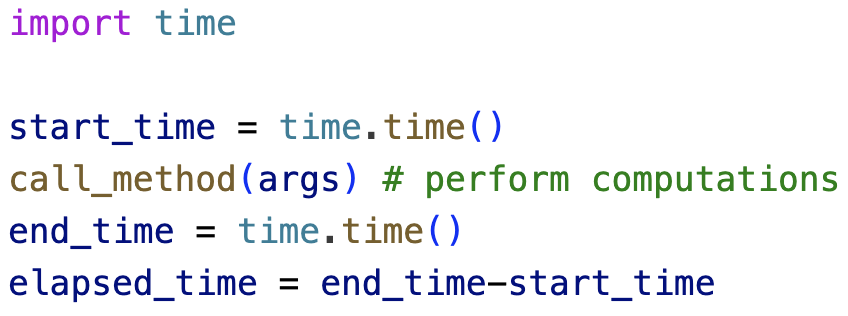 import time
start_time = time.time()
call_method(args) # perform computations
end_time = time.time()
elapsed_time = end_time-start_time